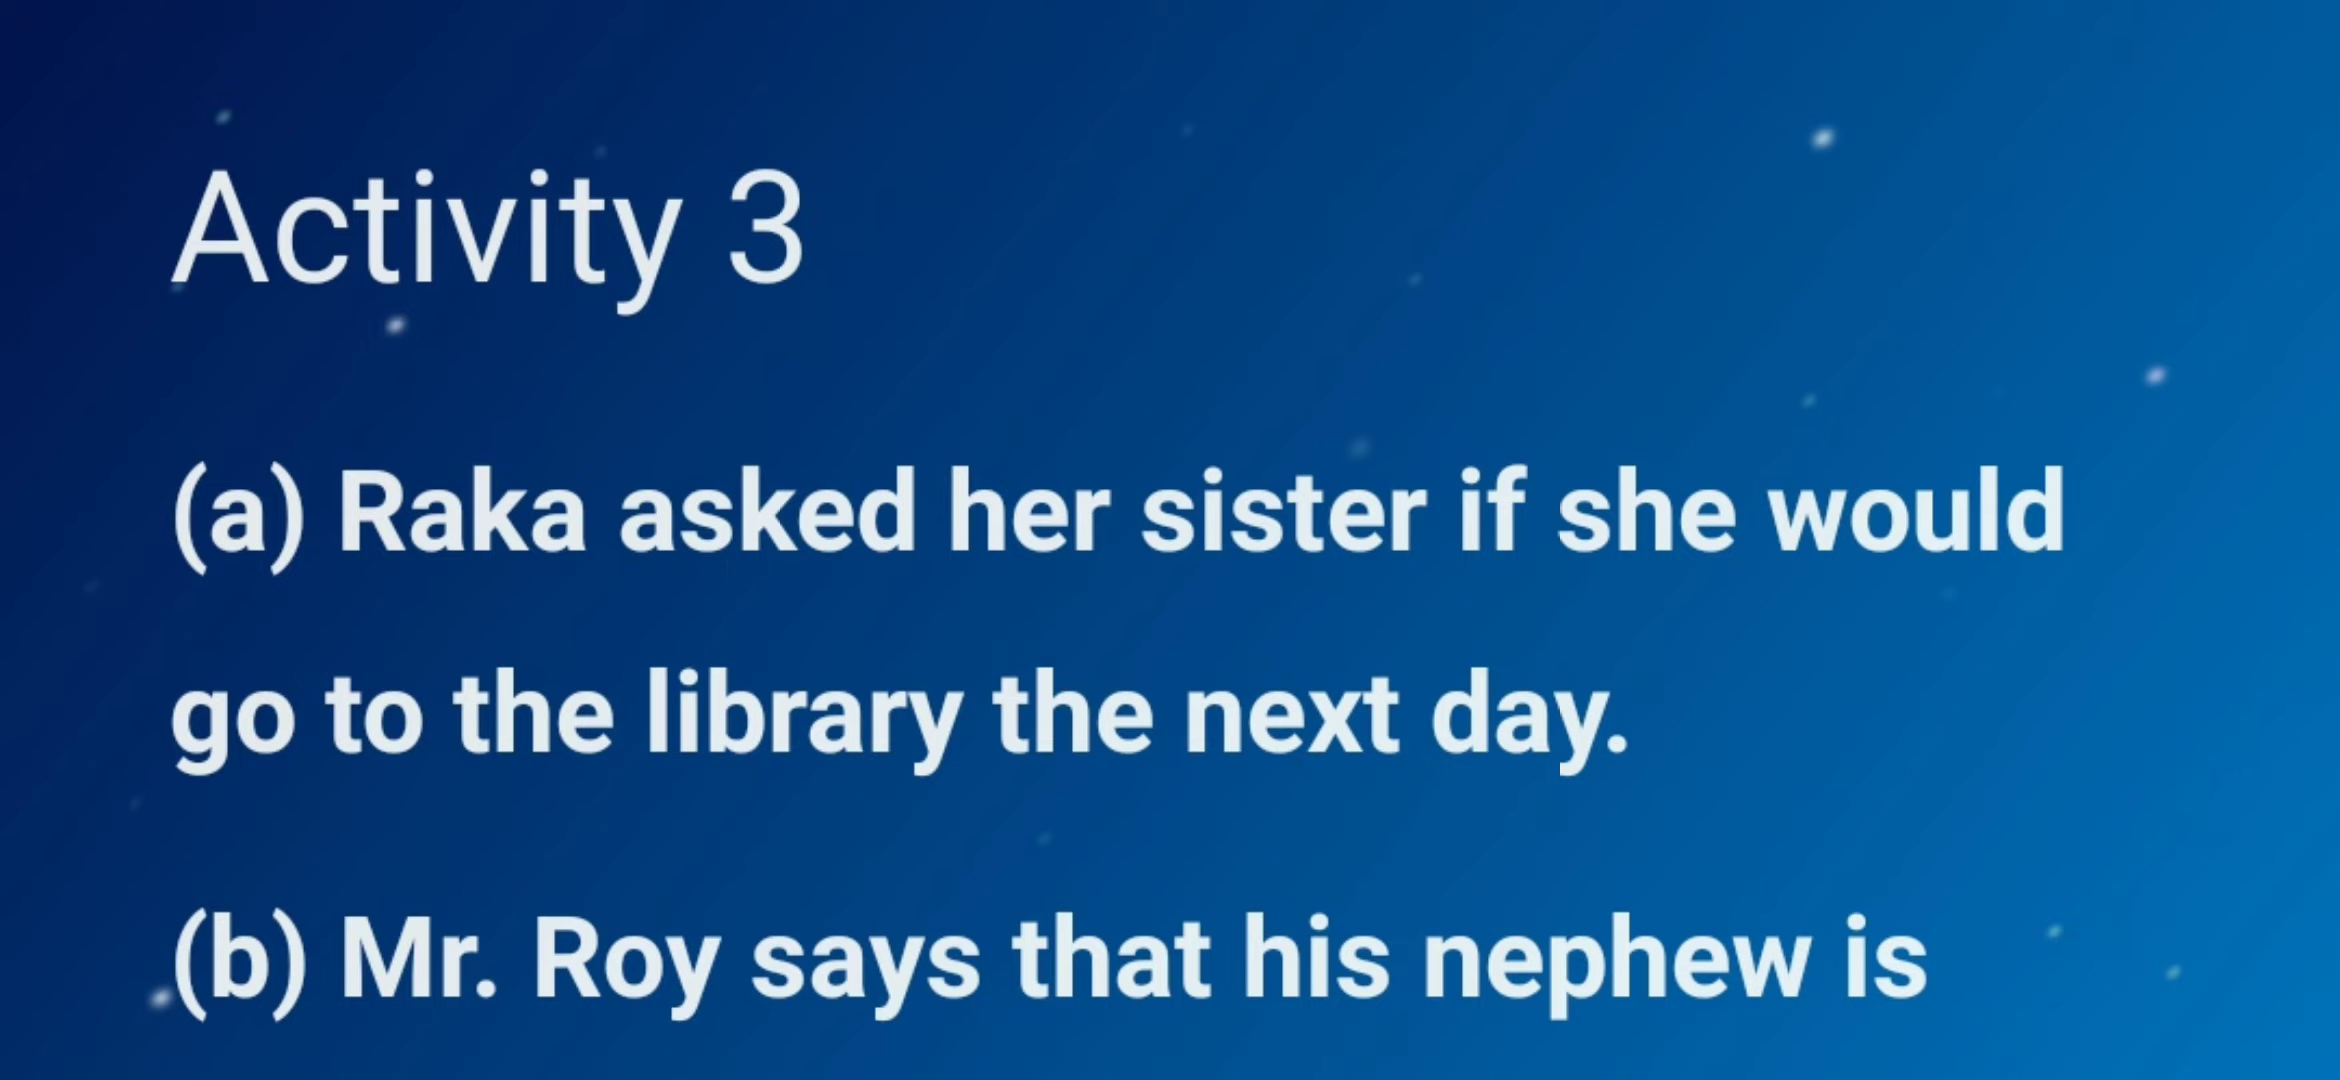 Activity 3
(a) Raka asked her sister if she would
go to the library the next day.
(b) Mr. Roy says that his nephew is